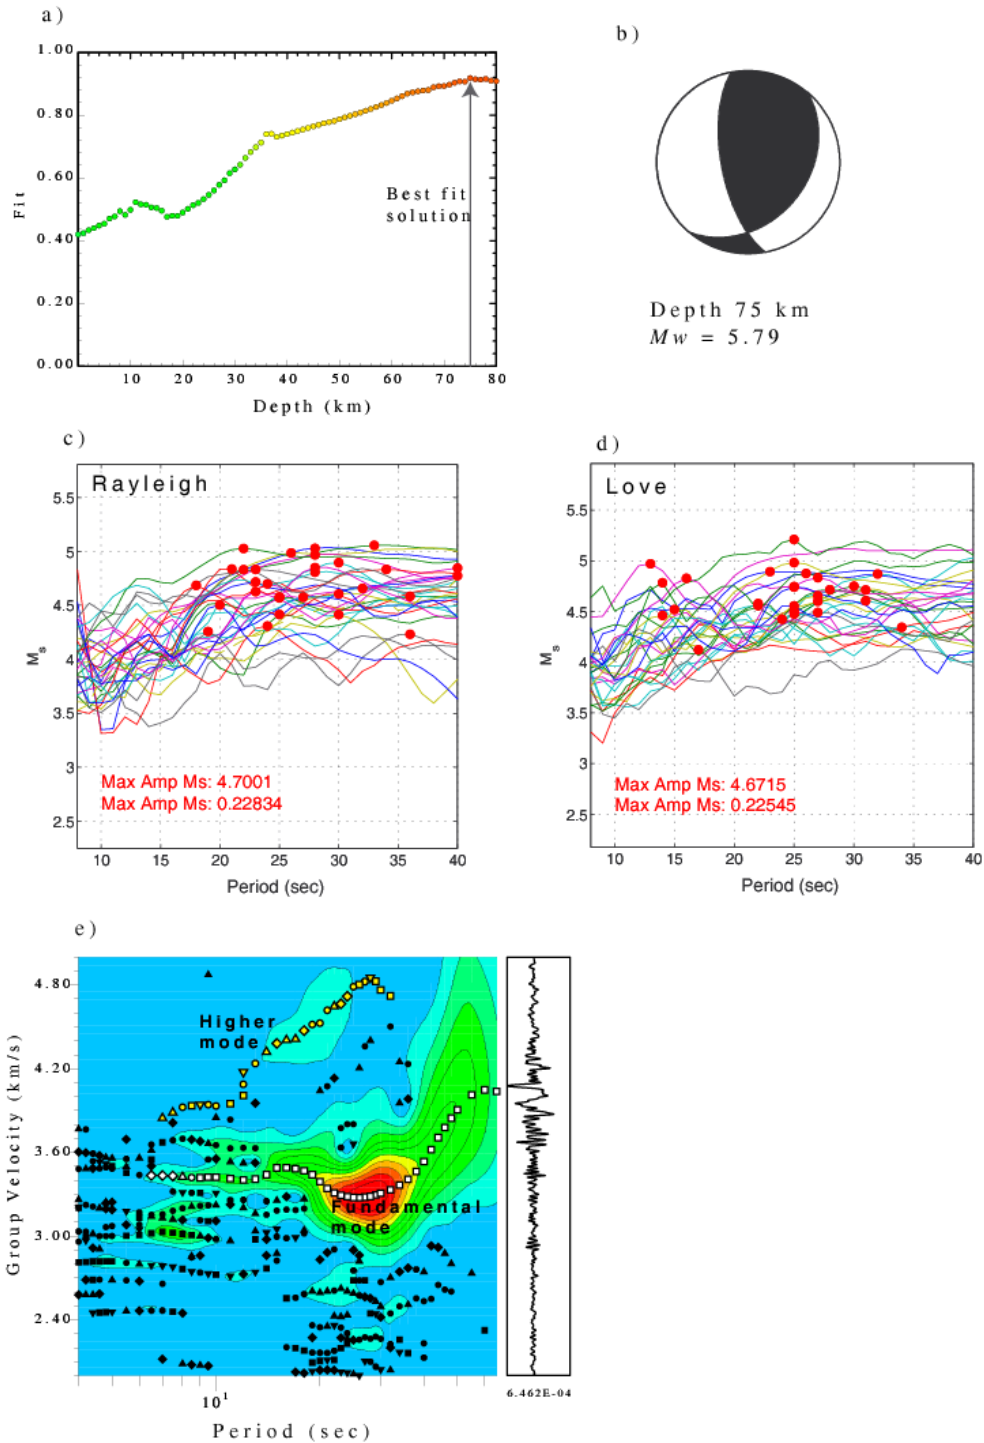 a)
1.00
0.80
0.60
0.40
0.20
0.00
Fit
Best fit
solution
10 20 30 40 50 60 70 80
Depth (km)
b)
Depth 75 km
Mw = 5.79
c)
Rayleigh
5.5
5
4.5
4
3.5
3
2.5
Ms
Max Amp Ms: 4.7001
Max Amp Ms: 0.22834
10 15 20 25 30 35 40
Period (sec)
d)
Love
5.5
5
4.5
4
3.5
3
2.5
Ms
Max Amp Ms: 4.6715
Max Amp Ms: 0.22545
10 15 20 25 30 35 40
Period (sec)
e)
4.80
4.20
3.60
3.00
2.40
Group Velocity (km/s)
Higher
mode
Fundamental
mode
10¹
Period (sec)
6.462E-04